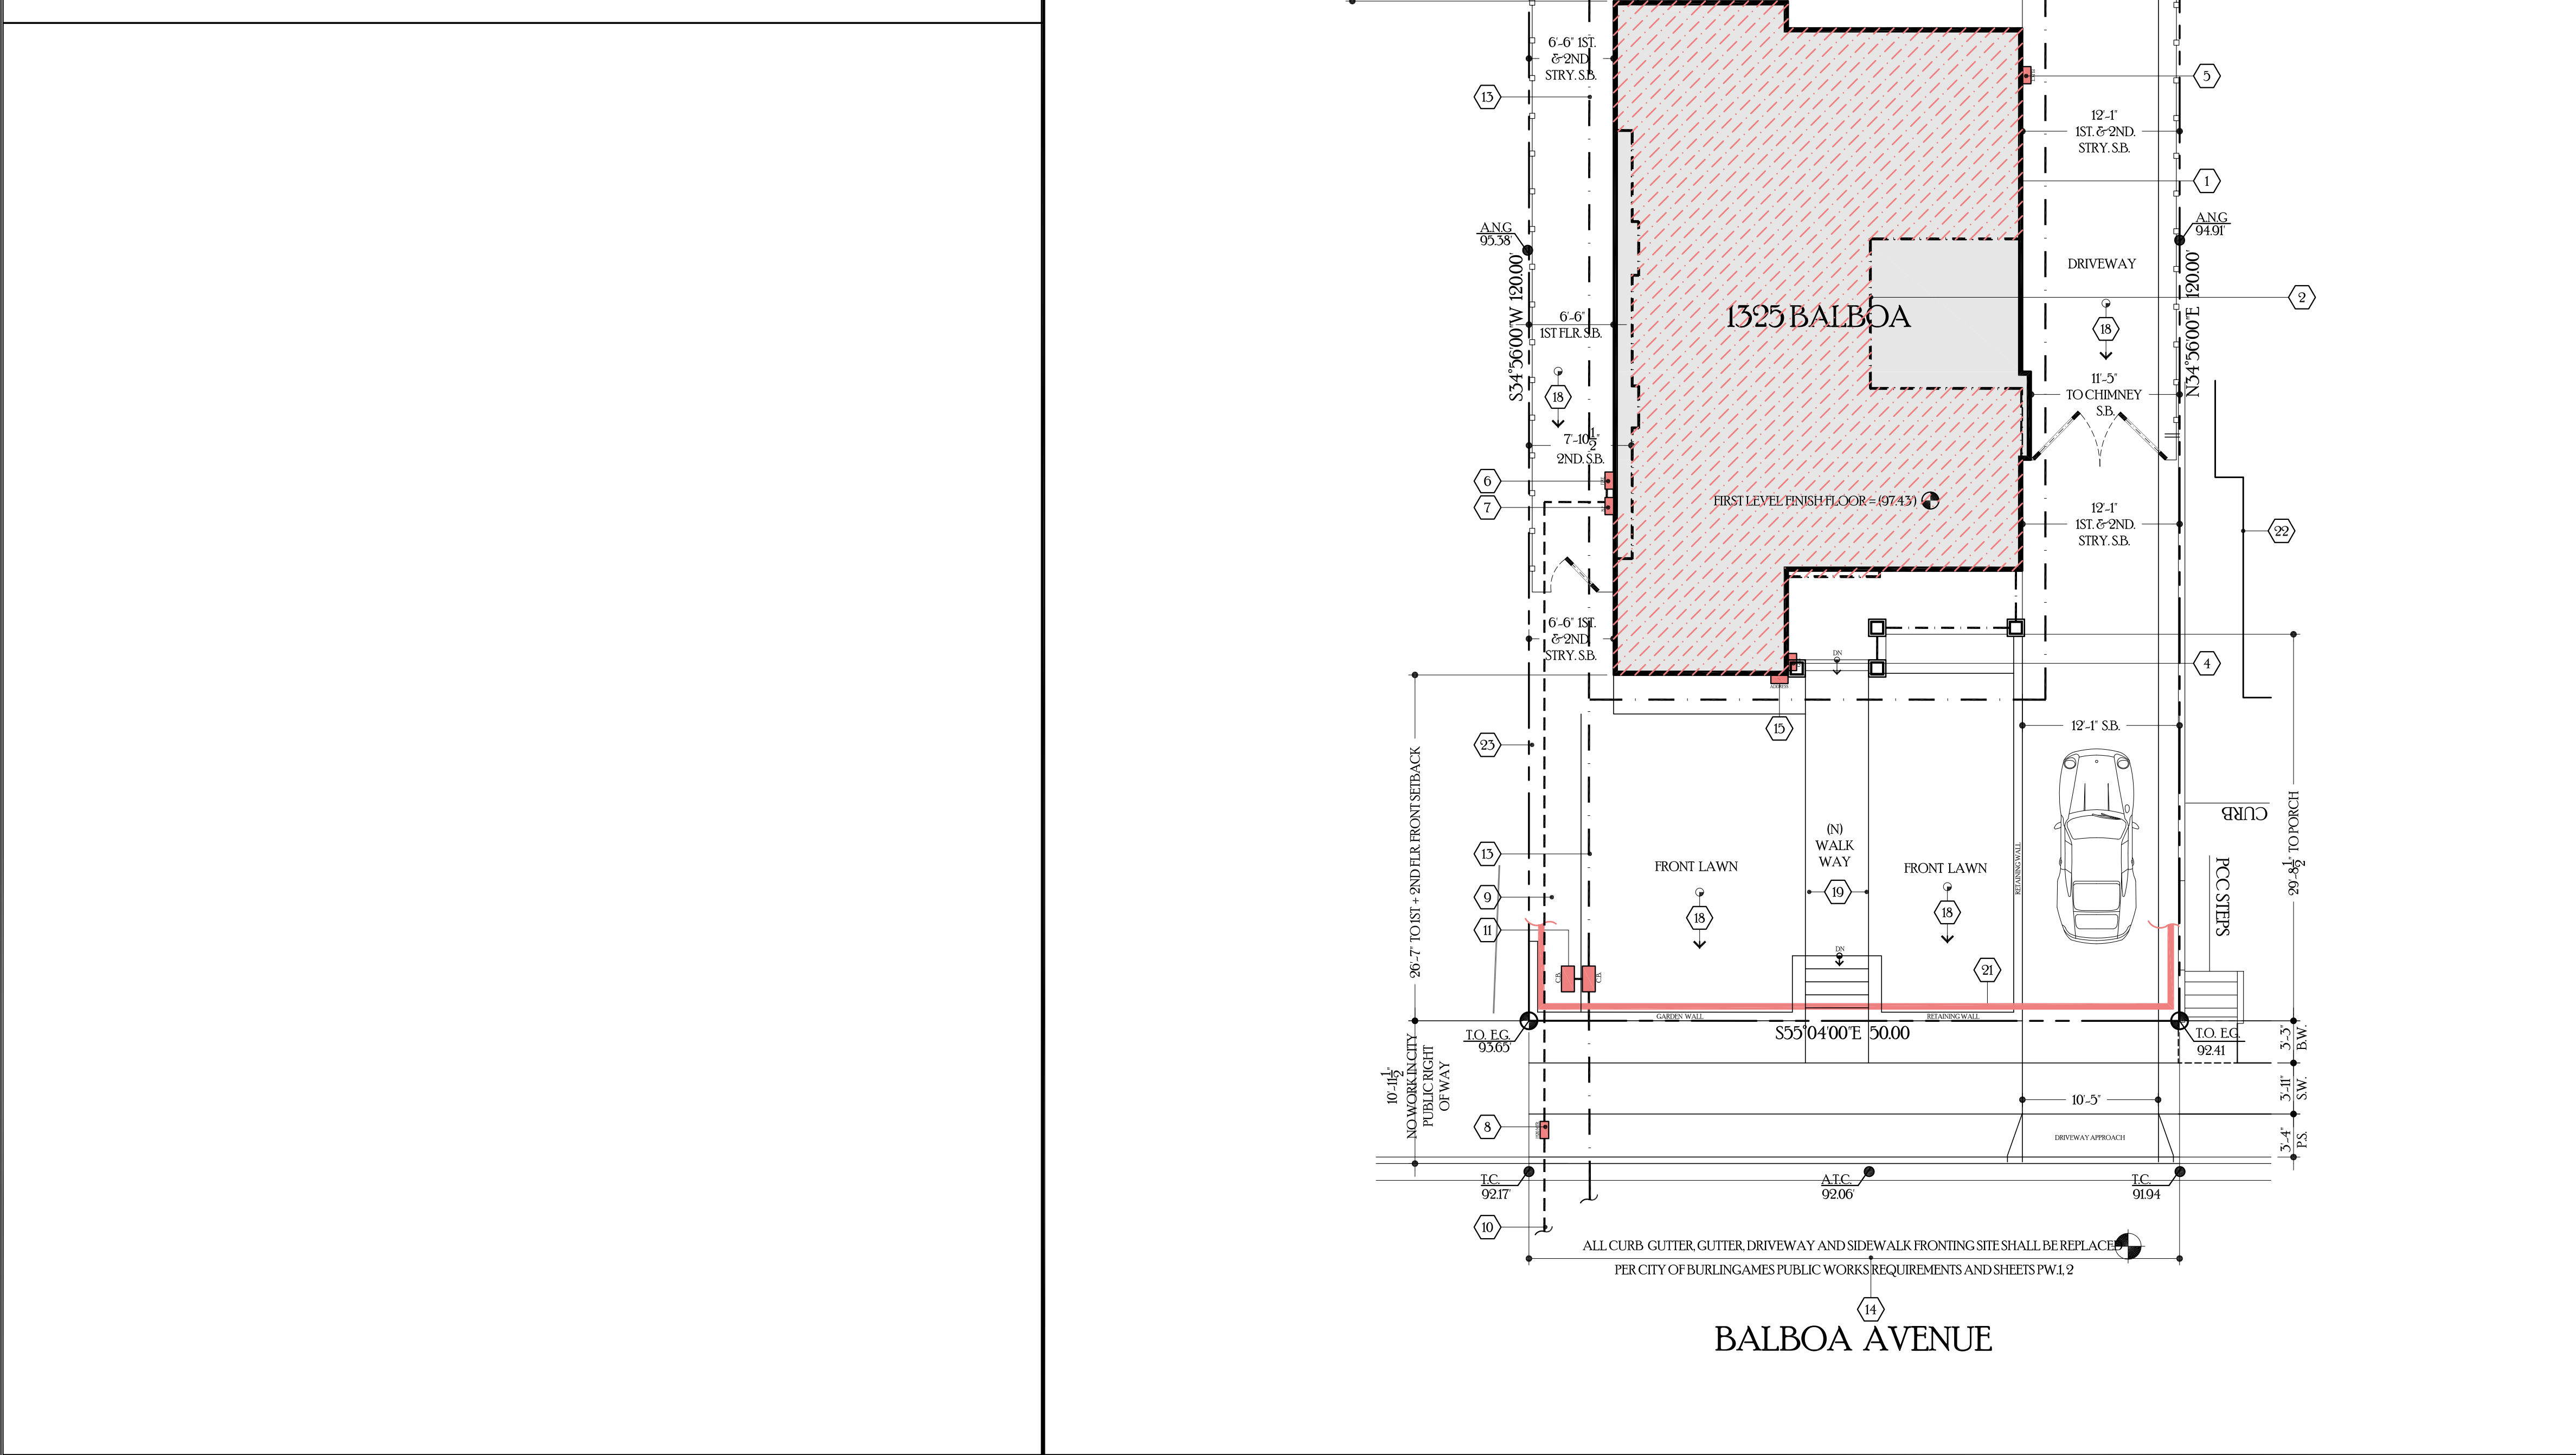 6'-6" 1ST.
& 2ND
STRY. S.B.
13
5
12'-1"
1ST. & 2ND.
STRY. S.B.
1
A.N.G
95.38'
A.N.G
94.91'
S34°56'00"W 120.00'
N34°56'00"E 120.00'
DRIVEWAY
2
1325 BALBOA
6'-6"
1ST FLR. S.B.
18
18
11'-5"
TO CHIMNEY
S.B.
7'-10 1/2"
2ND. S.B.
6
7
FIRST LEVEL FINISH FLOOR = (97.43')
12'-1"
1ST. & 2ND.
STRY. S.B.
22
6'-6" 1ST.
& 2ND
STRY. S.B.
DN
4
ADDRESS
15
12'-1" S.B.
23
26'-7" TO 1ST + 2ND FLR. FRONT SETBACK
29'-8 1/2" TO PORCH
CURB
PCC STEPS
13
(N)
WALK
WAY
FRONT LAWN
FRONT LAWN
RETAINING WALL
9
19
18
18
11
DN
C.B.
C.B.
21
GARDEN WALL
RETAINING WALL
S55°04'00"E 50.00
T.O. E.G.
93.65'
T.O. E.G.
92.41
10'-11 1/2"
NO WORK IN CITY
PUBLIC RIGHT
OF WAY
3'-3"
B.W.
3'-11"
S.W.
3'-4"
P.S.
10'-5"
8
DRIVEWAY APPROACH
T.C.
92.17'
A.T.C.
92.06'
T.C.
91.94
10
ALL CURB GUTTER, GUTTER, DRIVEWAY AND SIDEWALK FRONTING SITE SHALL BE REPLACED
PER CITY OF BURLINGAMES PUBLIC WORKS REQUIREMENTS AND SHEETS PW.1, 2
14
BALBOA AVENUE